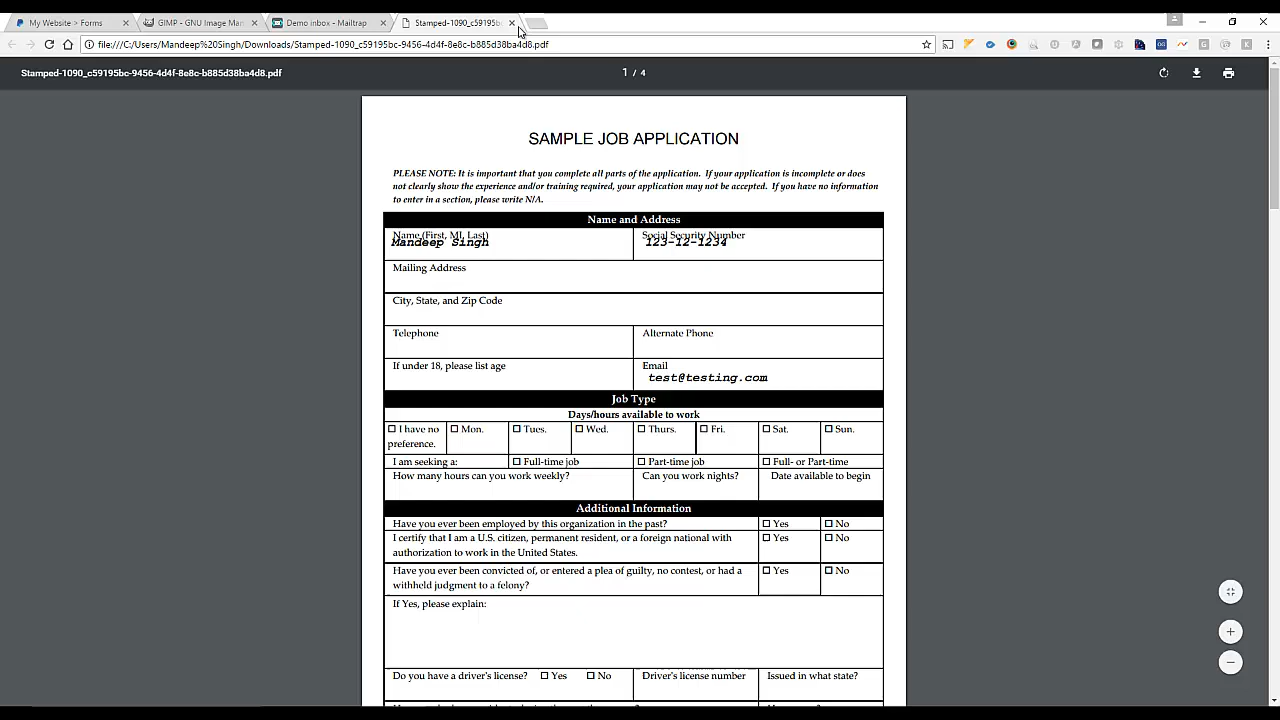 My Website > Forms
GIMP - GNU Image Man
Demo inbox - Mailtrap
Stamped-1090_c59195bc
file:///C:/Users/Mandeep%20Singh/Downloads/Stamped-1090_c59195bc-9456-4d4f-8e8c-b885d38ba4d8.pdf
Stamped-1090_c59195bc-9456-4d4f-8e8c-b885d38ba4d8.pdf
1 / 4
SAMPLE JOB APPLICATION
PLEASE NOTE: It is important that you complete all parts of the application. If your application is incomplete or does
not clearly show the experience and/or training required, your application may not be accepted. If you have no information
to enter in a section, please write N/A.
Name and Address
Name (First, MI, Last)
Social Security Number
Mandeep Singh
123-12-1234
Mailing Address
City, State, and Zip Code
Telephone
Alternate Phone
If under 18, please list age
Email
test@testing.com
Job Type
Days/hours available to work
I have no
preference.
Mon.
Tues.
Wed.
Thurs.
Fri.
Sat.
Sun.
I am seeking a:
Full-time job
Part-time job
Full- or Part-time
How many hours can you work weekly?
Can you work nights?
Date available to begin
Additional Information
Have you ever been employed by this organization in the past?
Yes
No
I certify that I am a U.S. citizen, permanent resident, or a foreign national with
authorization to work in the United States.
Yes
No
Have you ever been convicted of, or entered a plea of guilty, no contest, or had a
withheld judgment to a felony?
Yes
No
If Yes, please explain:
Do you have a driver's license?
Yes
No
Driver's license number
Issued in what state?